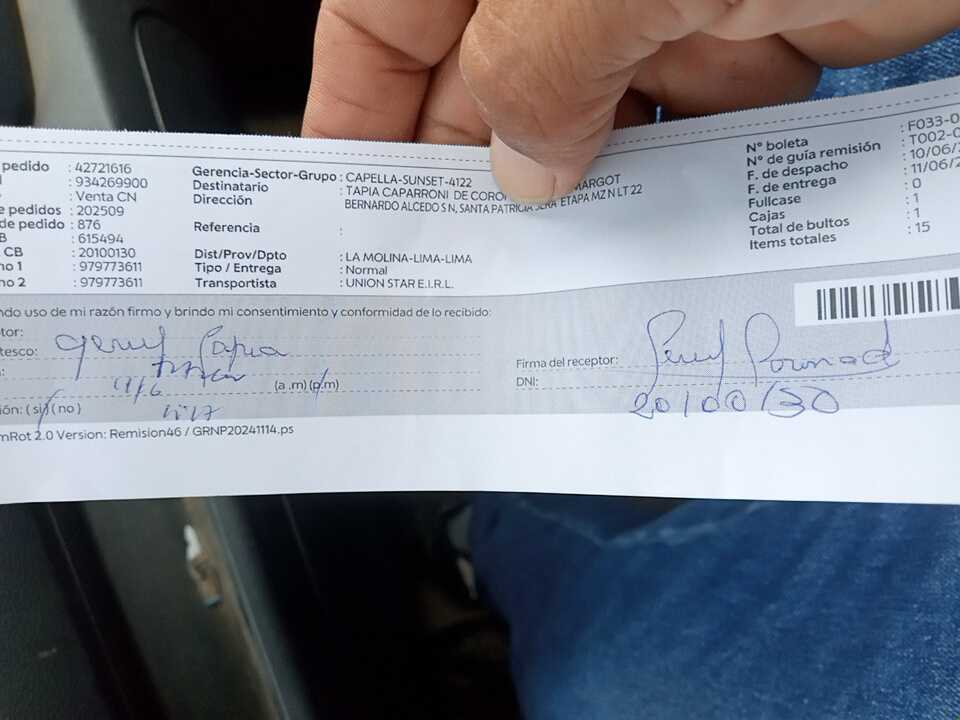 pedido : 42721616
: 934269900
: Venta CN
e pedidos : 202509
de pedido : 876
B : 615494
CB : 20100130
no 1 : 979773611
no 2 : 979773611
Gerencia-Sector-Grupo : CAPELLA-SUNSET-4122
Destinatario : TAPIA CAPARRONI DE CORO MARGOT
Dirección BERNARDO ALCEDO S N, SANTA PATRICIA 3ERA ETAPA MZ N LT 22
Referencia :
Dist/Prov/Dpto : LA MOLINA-LIMA-LIMA
Tipo / Entrega : Normal
Transportista : UNION STAR E.I.R.L.
N° boleta : F033-0
N° de guía remisión : T002-0
F. de despacho : 10/06/
F. de entrega : 11/06/
Fullcase : 0
Cajas : 1
Total de bultos : 1
Items totales : 15
ndo uso de mi razón firmo y brindo mi consentimiento y conformidad de lo recibido:
tor:
tesco:
11/6 (a.m) (p.m)
ión: ( si) ( no )
Firma del receptor:
DNI: 20100130
mRot 2.0 Version: Remision46 / GRNP20241114.ps